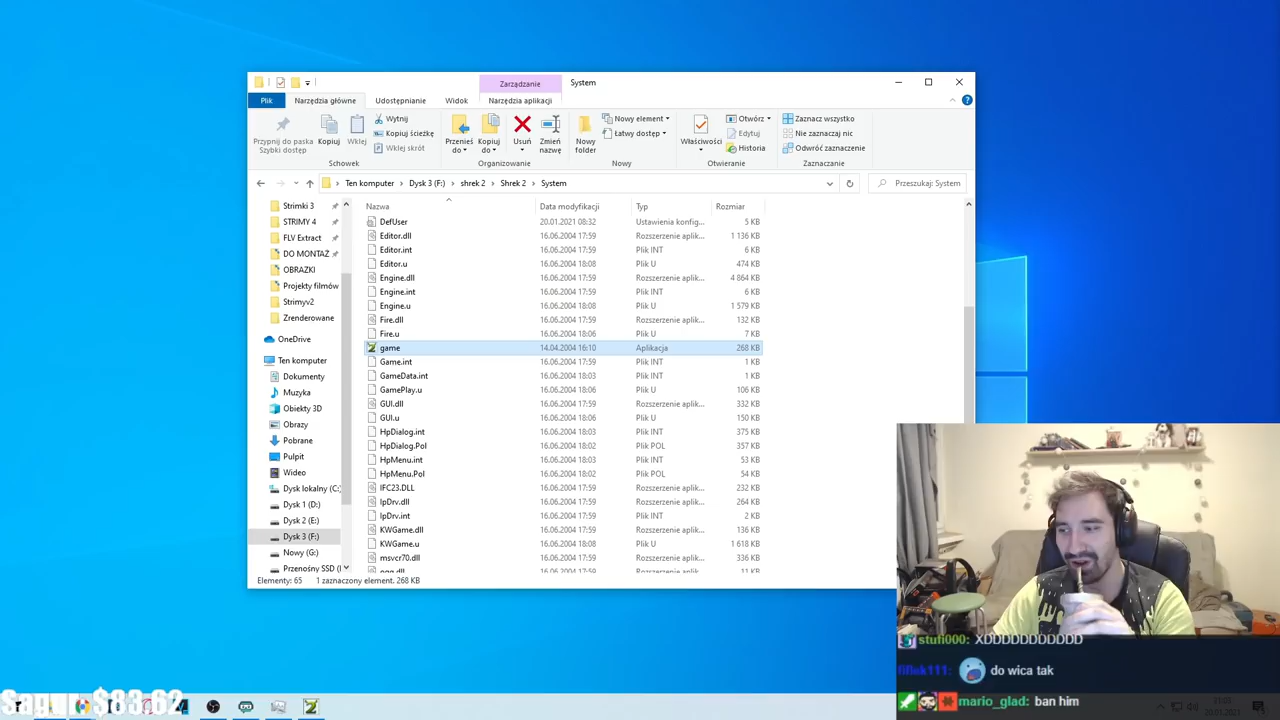 Zarządzanie System
Plik Narzędzia główne Udostępnianie Widok Narzędzia aplikacji
Przypnij do paska Szybki dostęp
Kopiuj
Wklej
Wytnij
Kopiuj ścieżkę
Wklej skrót
Przenieś do
Kopiuj do
Usuń
Zmień nazwę
Nowy folder
Nowy element
Łatwy dostęp
Właściwości
Otwórz
Edytuj
Historia
Zaznacz wszystko
Nie zaznaczaj nic
Odwróć zaznaczenie
Schowek Organizowanie Nowy Otwieranie Zaznaczanie
Ten komputer Dysk 3 (F:) shrek 2 Shrek 2 System Przeszukaj: System
Strimki 3
STRIMY 4
FLV Extract
DO MONTAŻ
OBRAZKI
Projekty filmów
Strimyv2
Zrenderowane
OneDrive
Ten komputer
Dokumenty
Muzyka
Obiekty 3D
Obrazy
Pobrane
Pulpit
Wideo
Dysk lokalny (C:)
Dysk 1 (D:)
Dysk 2 (E:)
Dysk 3 (F:)
Nowy (G:)
Przenośny SSD (
Nazwa Data modyfikacji Typ Rozmiar
DefUser 20.01.2021 08:32 Ustawienia konfig... 5 KB
Editor.dll 16.06.2004 17:59 Rozszerzenie aplik... 1 136 KB
Editor.int 16.06.2004 17:59 Plik INT 6 KB
Editor.u 16.06.2004 18:08 Plik U 474 KB
Engine.dll 16.06.2004 17:59 Rozszerzenie aplik... 4 864 KB
Engine.int 16.06.2004 17:59 Plik INT 6 KB
Engine.u 16.06.2004 18:08 Plik U 1 579 KB
Fire.dll 16.06.2004 17:59 Rozszerzenie aplik... 132 KB
Fire.u 16.06.2004 18:06 Plik U 7 KB
game 14.04.2004 16:10 Aplikacja 268 KB
Game.int 16.06.2004 17:59 Plik INT 1 KB
GameData.int 16.06.2004 18:03 Plik INT 1 KB
GamePlay.u 16.06.2004 18:06 Plik U 106 KB
GUI.dll 16.06.2004 17:59 Rozszerzenie aplik... 332 KB
GUI.u 16.06.2004 18:06 Plik U 150 KB
HpDialog.int 16.06.2004 18:03 Plik INT 375 KB
HpDialog.Pol 16.06.2004 18:02 Plik POL 357 KB
HpMenu.int 16.06.2004 18:03 Plik INT 53 KB
HpMenu.Pol 16.06.2004 18:02 Plik POL 54 KB
IFC23.DLL 16.06.2004 17:59 Rozszerzenie aplik... 232 KB
IpDrv.dll 16.06.2004 17:59 Rozszerzenie aplik... 264 KB
IpDrv.int 16.06.2004 17:59 Plik INT 2 KB
KWGame.dll 16.06.2004 17:59 Rozszerzenie aplik... 136 KB
KWGame.u 16.06.2004 18:08 Plik U 1 618 KB
msvcr70.dll 16.06.2004 17:59 Rozszerzenie aplik... 336 KB
ogg.dll 16.06.2004 17:59 Rozszerzenie aplik... 11 KB
Elementy: 65 1 zaznaczony element. 268 KB
stufi000: XDDDDDDDDDDD
do wica tak
mario_glad: ban him
$83.62